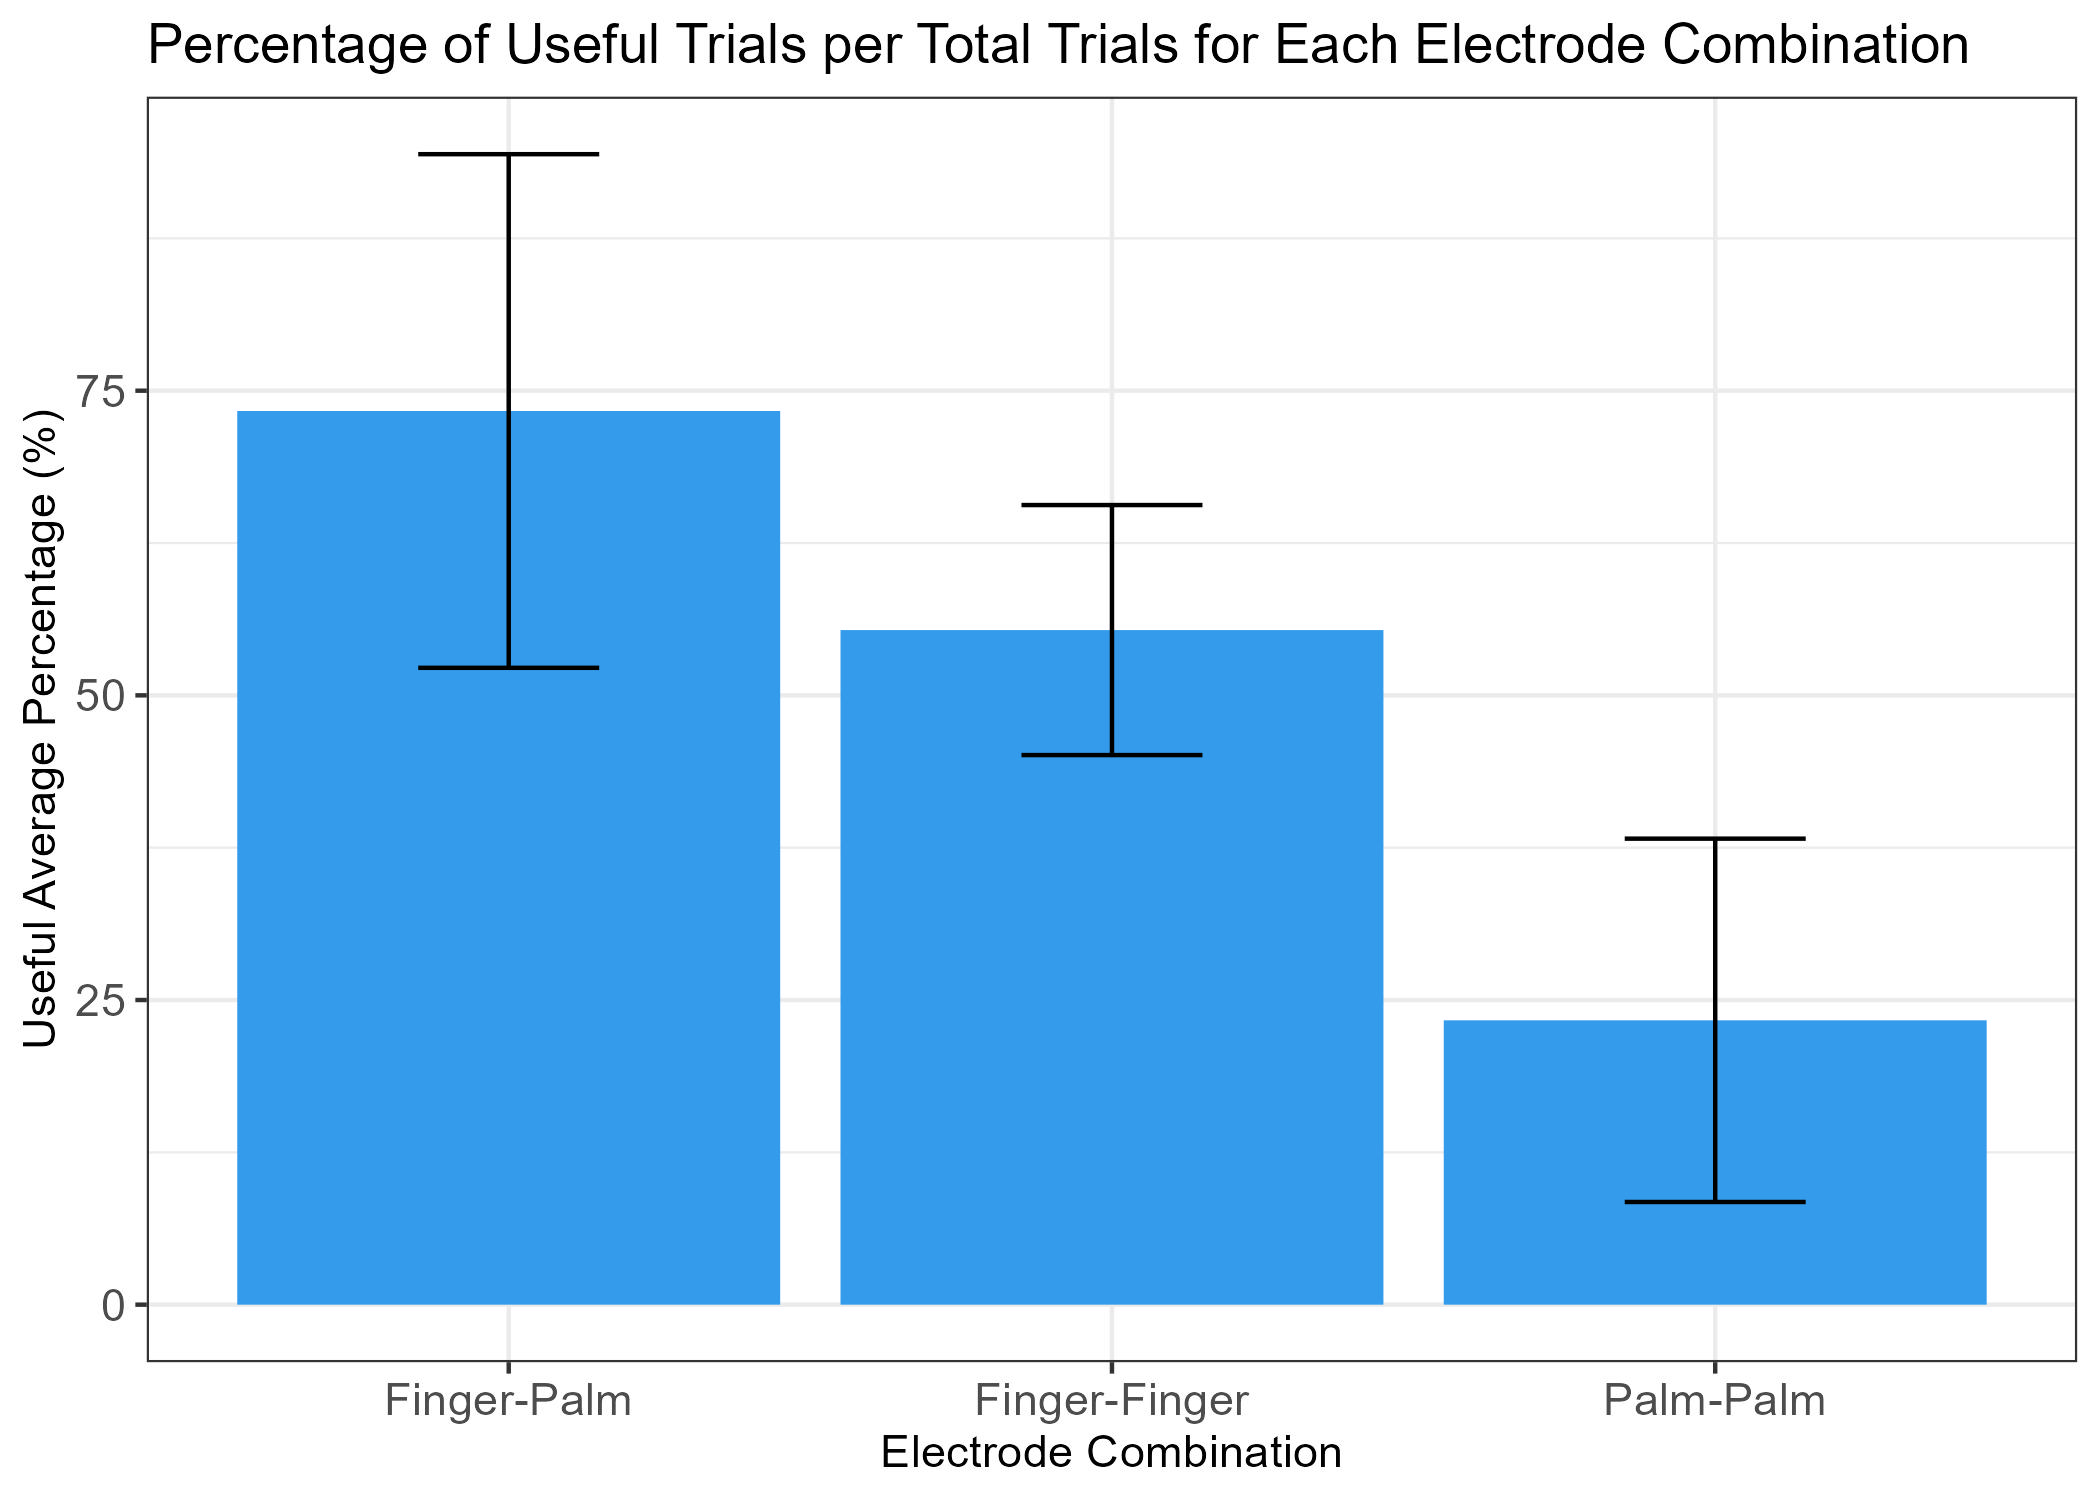 Percentage of Useful Trials per Total Trials for Each Electrode Combination
Useful Average Percentage (%)
75
50
25
0
Finger-Palm
Finger-Finger
Palm-Palm
Electrode Combination